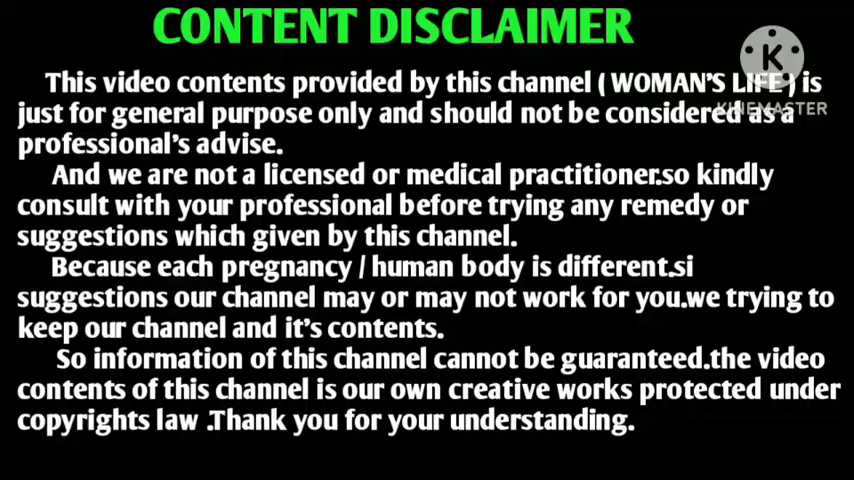 CONTENT DISCLAIMER
This video contents provided by this channel ( WOMAN'S LIFE ) is
just for general purpose only and should not be considered as a
professional's advise.
And we are not a licensed or medical practitioner.so kindly
consult with your professional before trying any remedy or
suggestions which given by this channel.
Because each pregnancy / human body is different.si
suggestions our channel may or may not work for you.we trying to
keep our channel and it's contents.
So information of this channel cannot be guaranteed.the video
contents of this channel is our own creative works protected under
copyrights law .Thank you for your understanding.
K
KINEMASTER